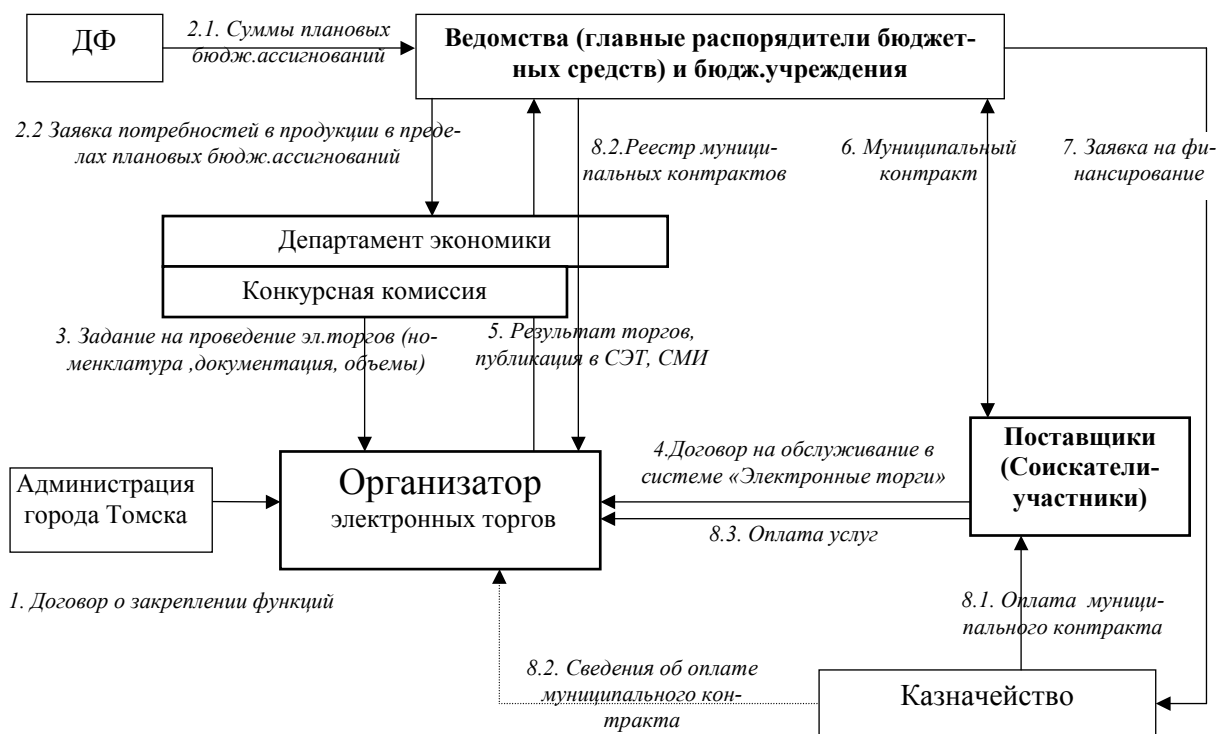 ДФ
2.1. Суммы плановых
бюдж.ассигнований
Ведомства (главные распорядители бюджет-
ных средств) и бюдж.учреждения
2.2 Заявка потребностей в продукции в преде-
лах плановых бюдж.ассигнований
8.2.Реестр муници-
пальных контрактов
6. Муниципальный
контракт
7. Заявка на фи-
нансирование
Департамент экономики
Конкурсная комиссия
3. Задание на проведение эл.торгов (но-
менклатура ,документация, объемы)
5. Результат торгов,
публикация в СЭТ, СМИ
Администрация
города Томска
Организатор
электронных торгов
4.Договор на обслуживание в
системе «Электронные торги»
8.3. Оплата услуг
Поставщики
(Соискатели-
участники)
1. Договор о закреплении функций
8.1. Оплата муници-
пального контракта
8.2. Сведения об оплате
муниципального кон-
тракта
Казначейство